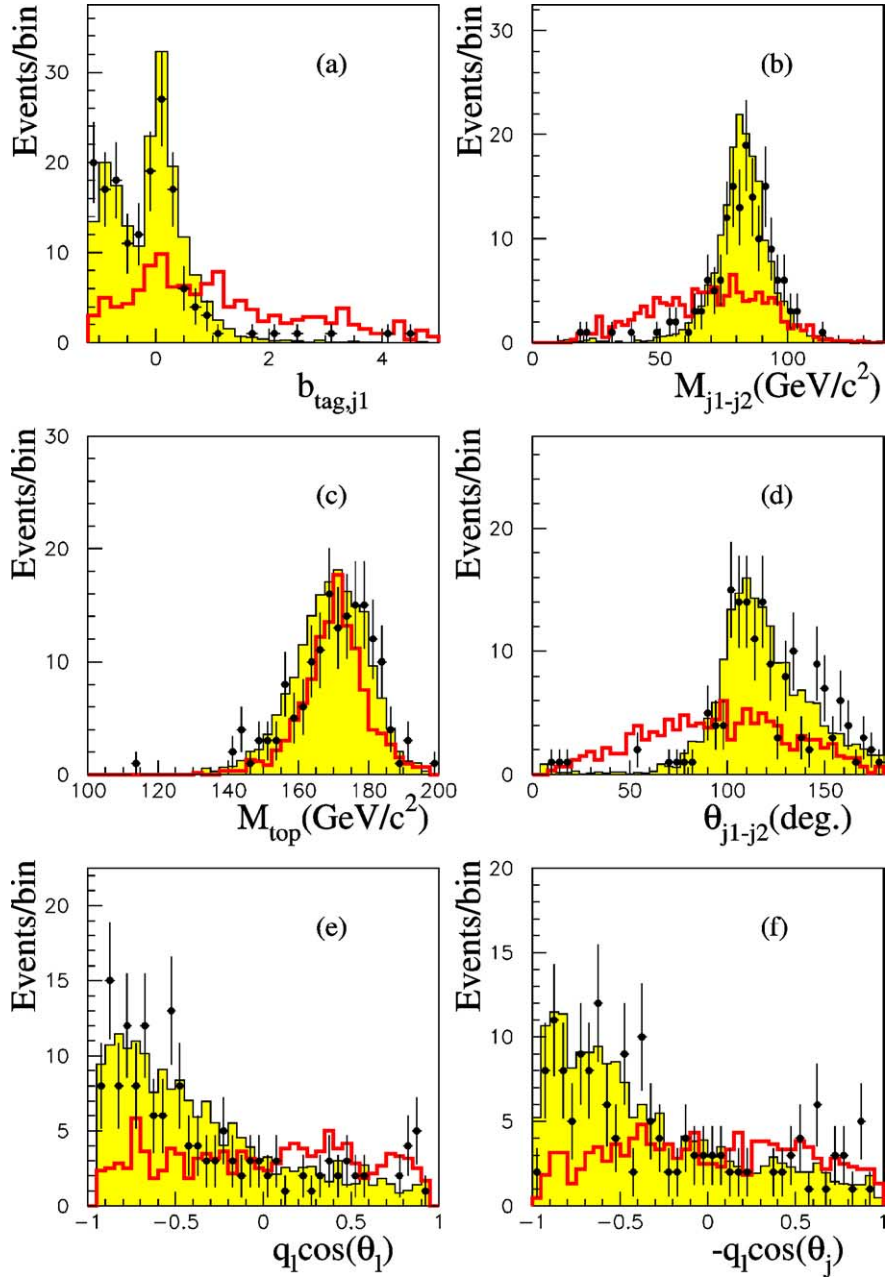 Events/bin
30
20
10
0
(a)
0
2
4
b_tag,j1
Events/bin
30
20
10
0
(b)
0
50
100
M_j1-j2(GeV/c²)
Events/bin
30
20
10
0
(c)
100
120
140
160
180
200
M_top(GeV/c²)
Events/bin
20
10
0
(d)
0
50
100
150
θ_j1-j2(deg.)
Events/bin
20
15
10
5
0
(e)
-1
-0.5
0
0.5
1
q_l cos(θ_l)
Events/bin
20
15
10
5
0
(f)
-1
-0.5
0
0.5
1
-q_l cos(θ_j)